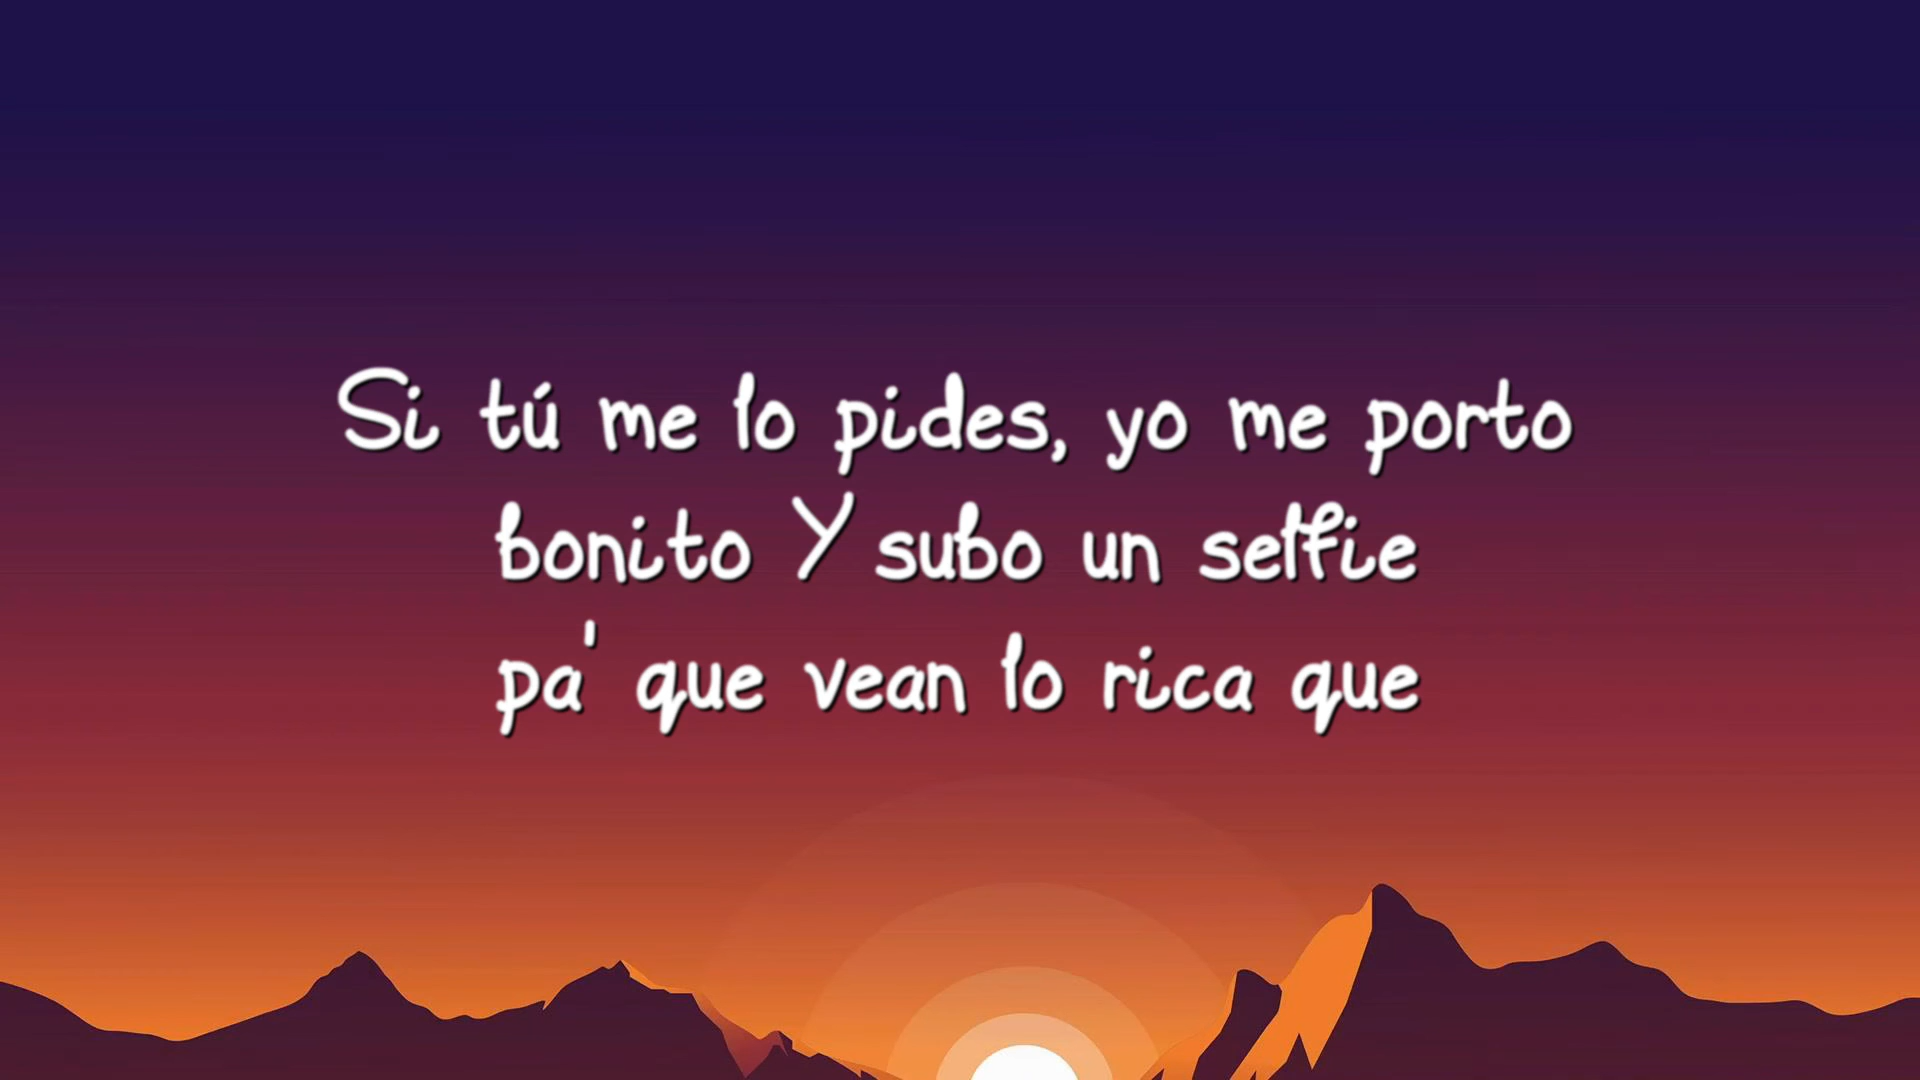 Si tú me lo pides, yo me porto
bonito Y subo un selfie
pa' que vean lo rica que